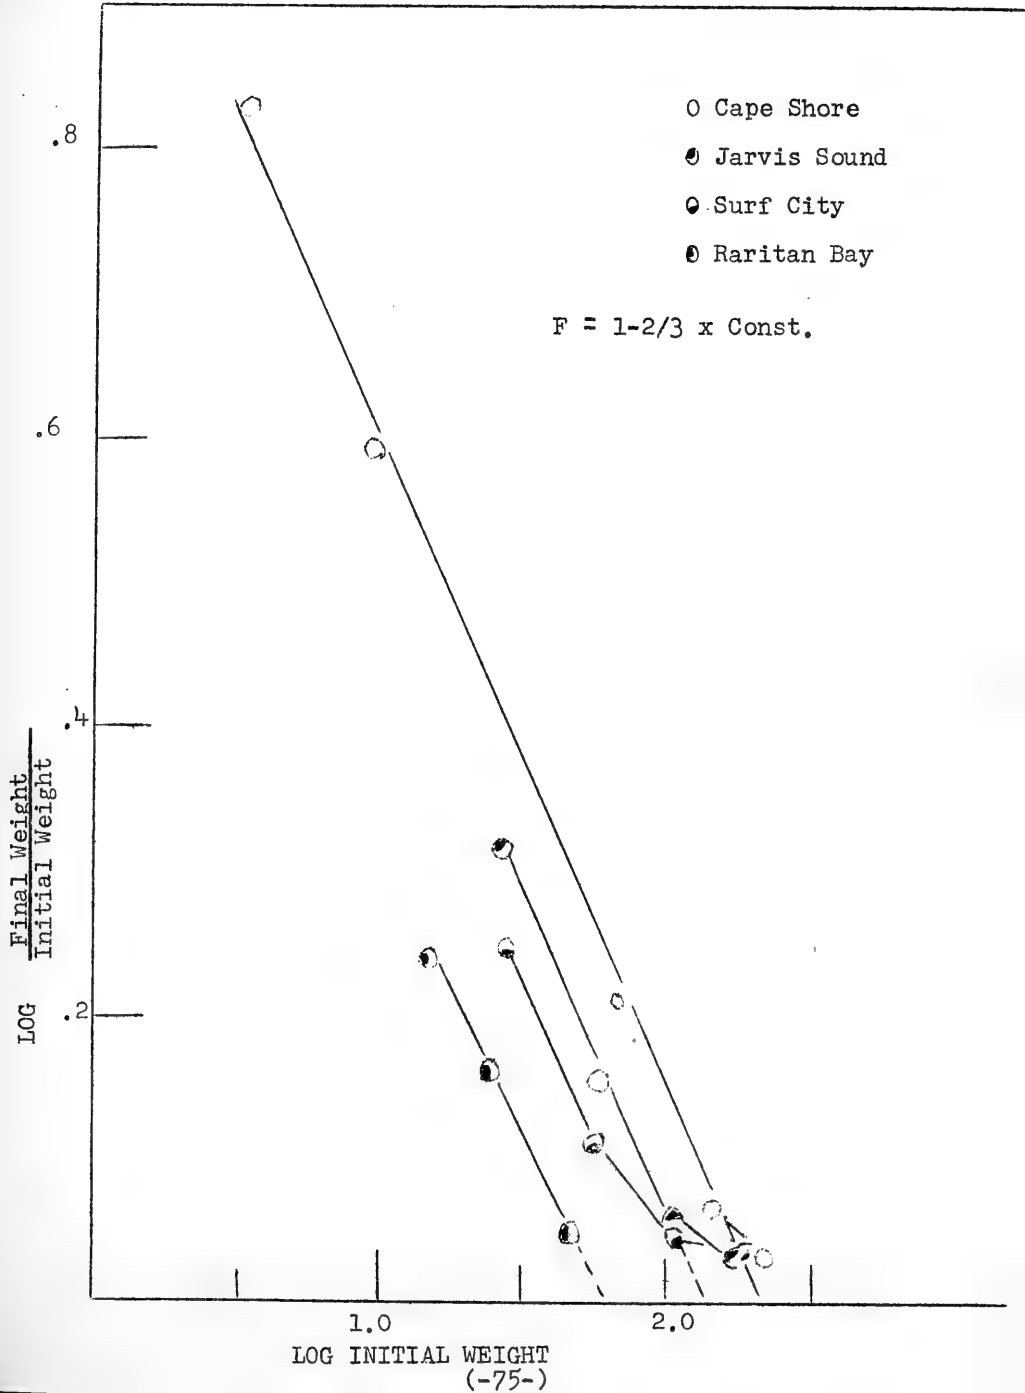 O Cape Shore
Jarvis Sound
Surf City
Raritan Bay
F = 1-2/3 x Const.
.8
.6
.4
.2
LOG Final Weight
Initial Weight
1.0
2.0
LOG INITIAL WEIGHT
(-75-)